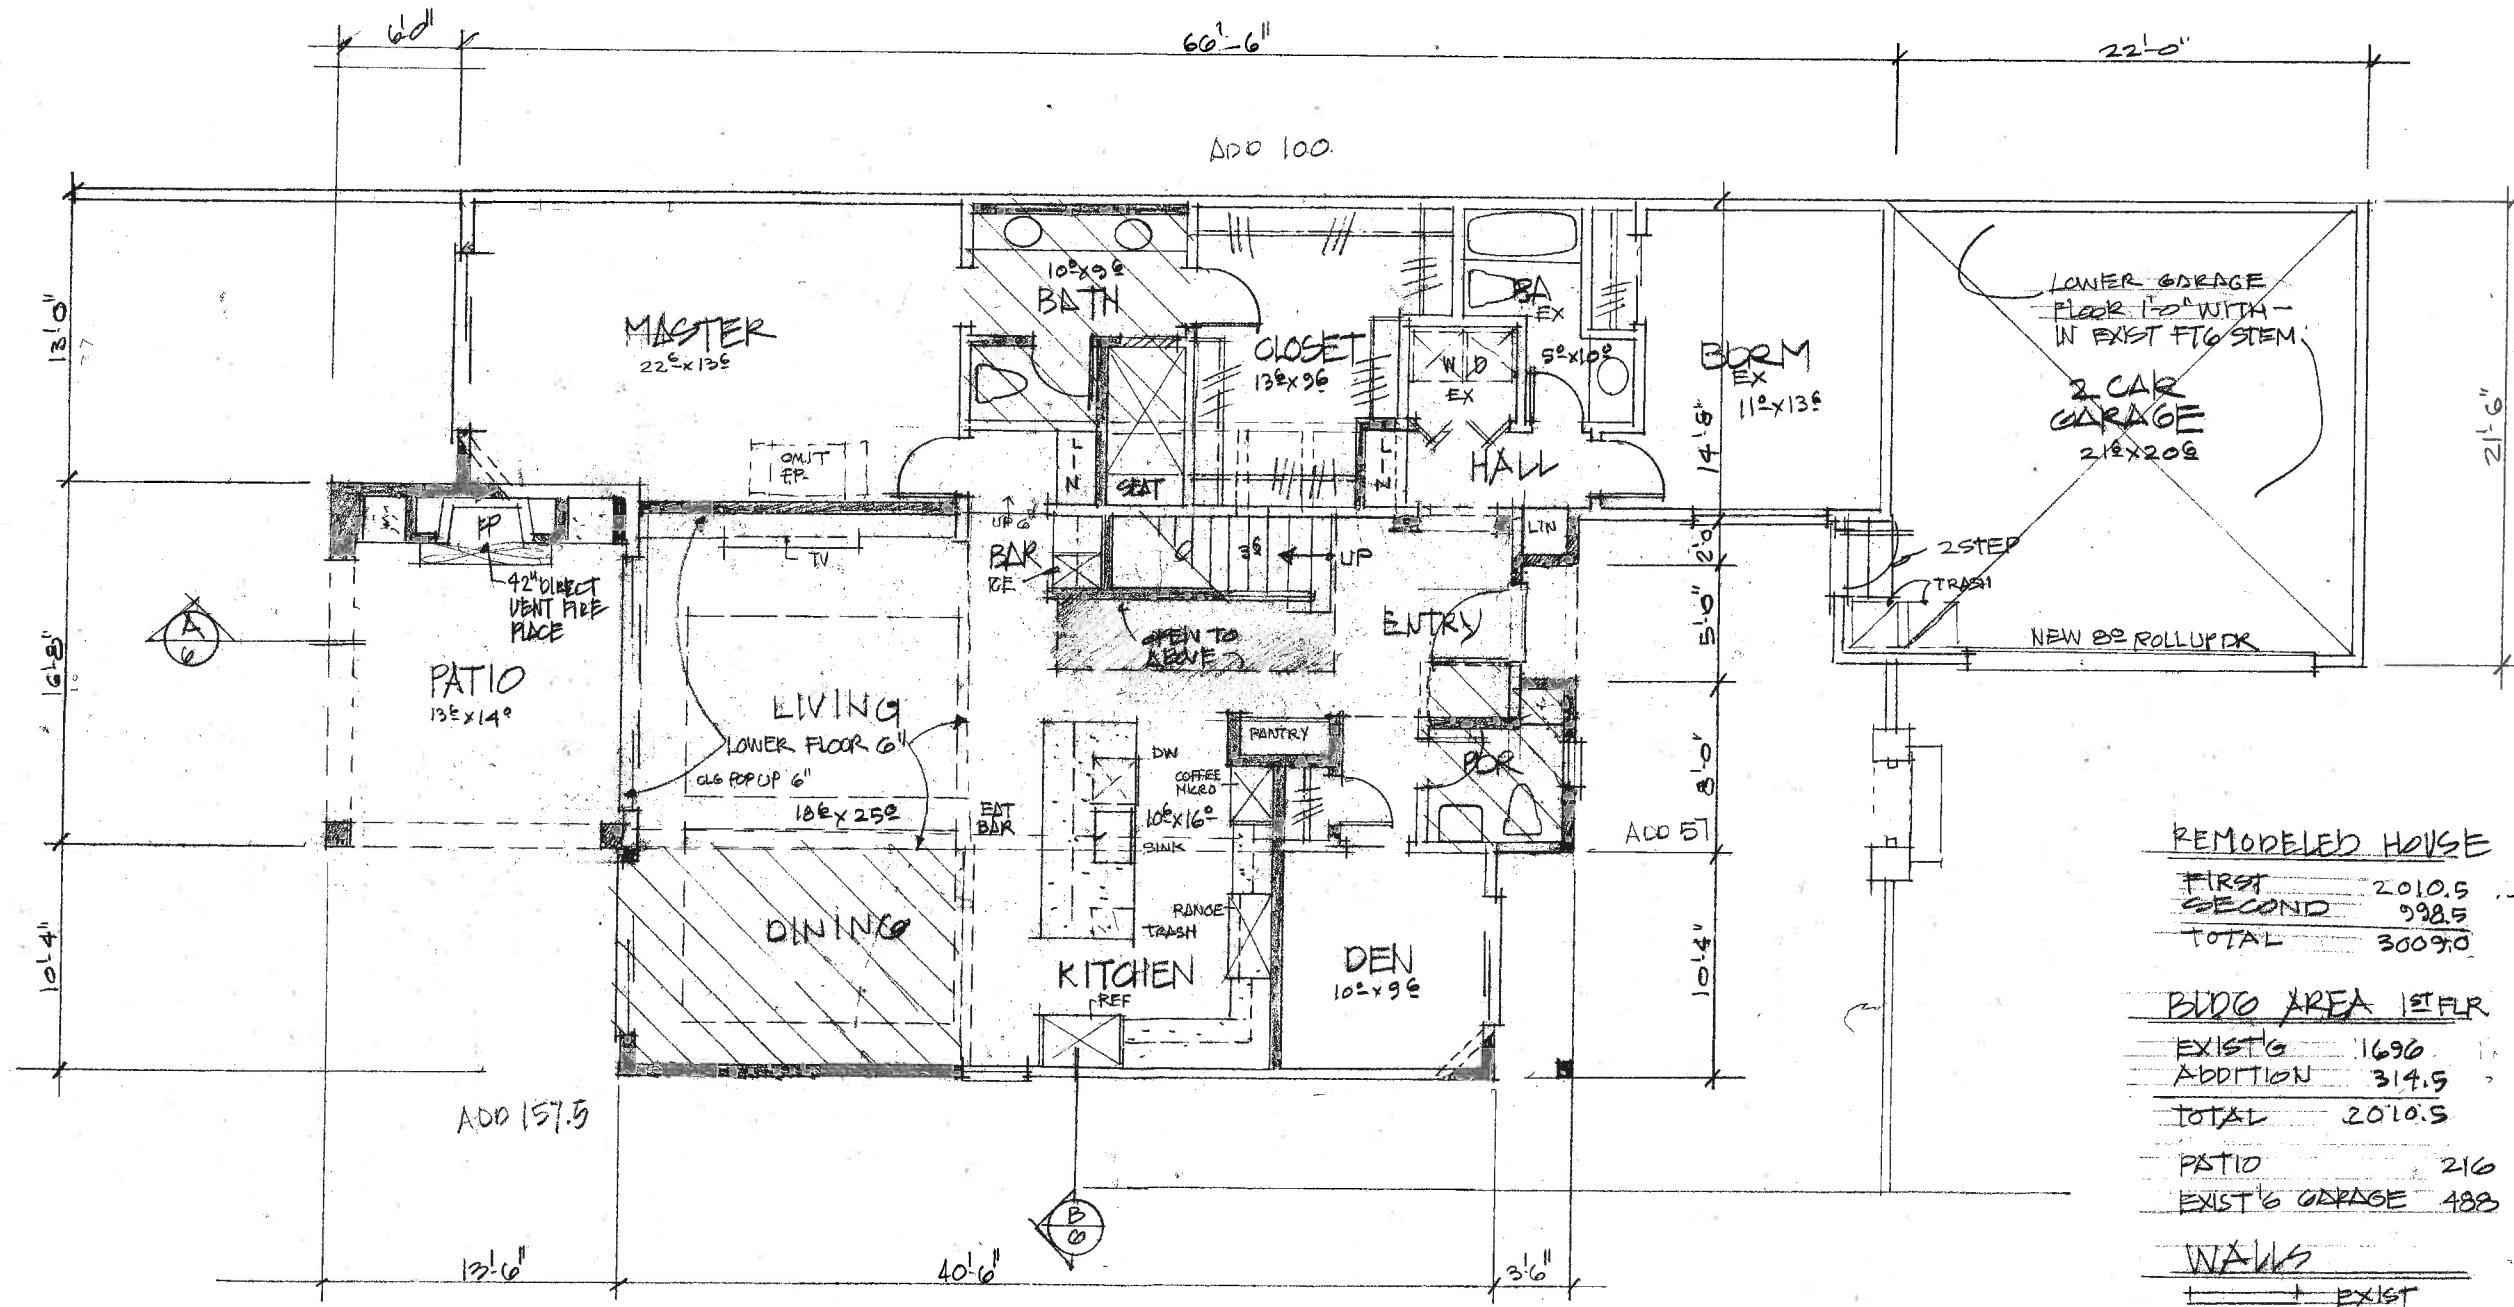 6'-0"
66'-6"
22'-0"
ADD 100
13'-0"
MASTER
22⁶x13⁶
10⁰x9⁶
BATH
CLOSET
13⁶x9⁶
BA
EX
5⁰x10⁰
W D
EX
BDRM
EX
11⁰x13⁶
LOWER GARAGE
FLOOR 1'-0" WITH-
IN EXIST FTG STEM
2 CAR
GARAGE
21⁶x20⁶
21'-6"
14'-8"
OMIT
FP
SEAT
HALL
LIN
FP
TV
UP 6"
BAR
ICE
3⁶
UP
2'-0"
2 STEP
TRASH
42" DIRECT
VENT FIRE
PLACE
OPEN TO
ABOVE
ENTRY
5'-0"
NEW 8⁰ ROLLUP DR
A
6
16'-8"
PATIO
13⁶x14⁰
LIVING
LOWER FLOOR 6"
CLG POP UP 6"
18⁶x25⁰
PANTRY
DW
COFFEE
MICRO
EAT
BAR
10⁶x16⁰
SINK
PDR
8'-0"
ADD 57
10'-4"
DINING
RANGE
TRASH
KITCHEN
REF
DEN
10⁰x9⁶
10'-4"
ADD 157.5
B
6
13'-6"
40'-6"
3'-6"
REMODELED HOUSE
FIRST 2010.5
SECOND 998.5
TOTAL 3009.0
BLDG AREA 1ST FLR
EXIST'G 1696
ADDITION 314.5
TOTAL 2010.5
PATIO 216
EXIST'G GARAGE 488
WALLS
EXIST